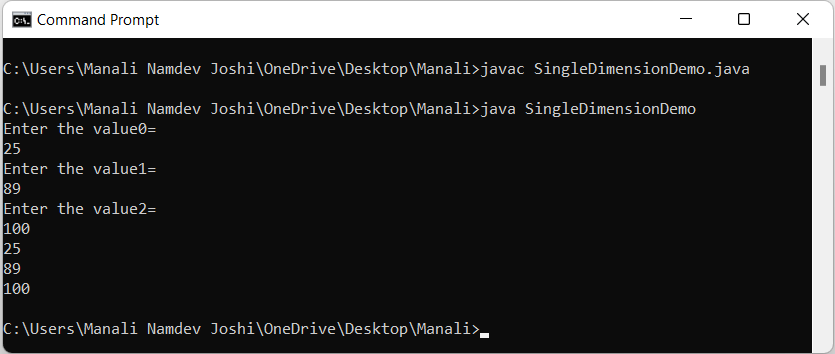 Command Prompt
C:\Users\Manali Namdev Joshi\OneDrive\Desktop\Manali>javac SingleDimensionDemo.java
C:\Users\Manali Namdev Joshi\OneDrive\Desktop\Manali>java SingleDimensionDemo
Enter the value0=
25
Enter the value1=
89
Enter the value2=
100
25
89
100
C:\Users\Manali Namdev Joshi\OneDrive\Desktop\Manali>